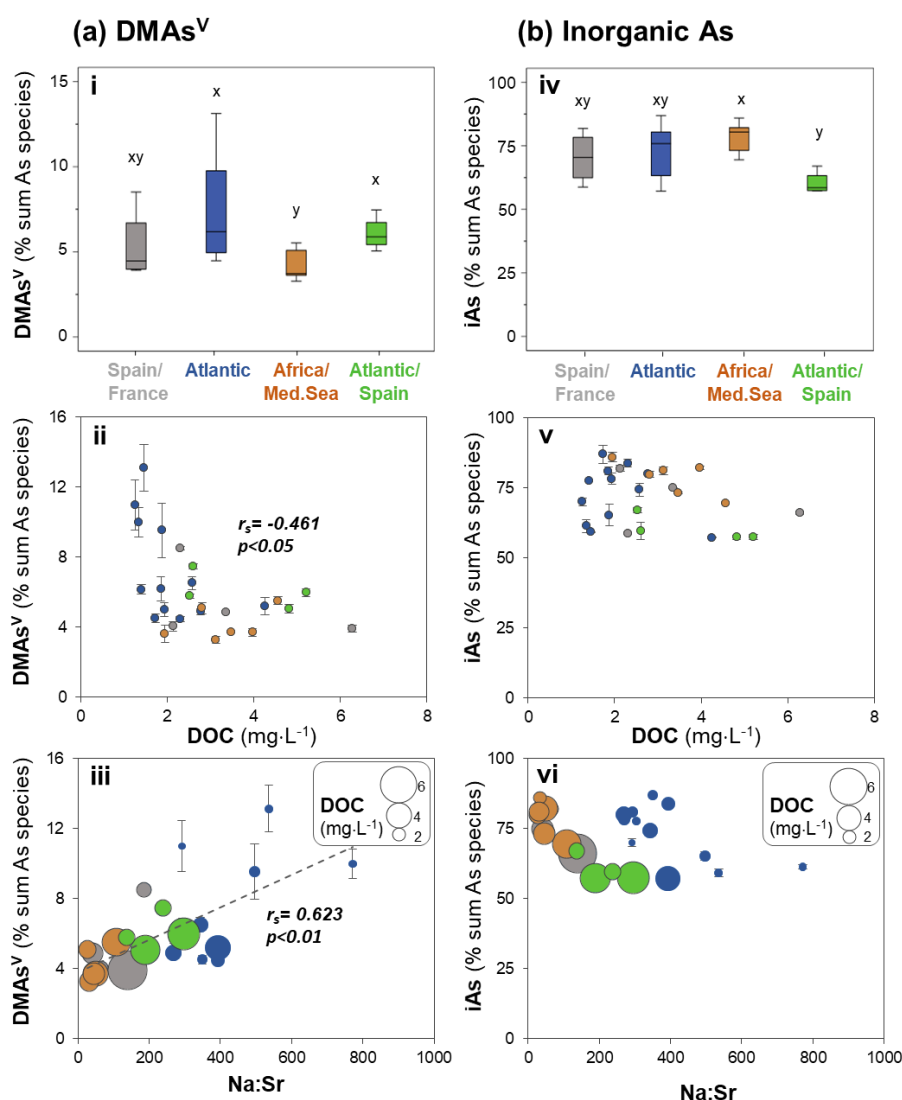 (a) DMAsⱽ
(b) Inorganic As
i
DMAsⱽ (% sum As species)
15
10
5
0
xy
x
y
x
Spain/
France
Atlantic
Africa/
Med.Sea
Atlantic/
Spain
iv
iAs (% sum As species)
100
75
50
25
0
xy
xy
x
y
Spain/
France
Atlantic
Africa/
Med.Sea
Atlantic/
Spain
ii
DMAsⱽ (% sum As species)
16
12
8
4
0
rₛ= -0.461
p<0.05
0 2 4 6 8
DOC (mg·L⁻¹)
v
iAs (% sum As species)
100
75
50
25
0
0 2 4 6 8
DOC (mg·L⁻¹)
iii
DMAsⱽ (% sum As species)
16
12
8
4
0
DOC
(mg·L⁻¹)
6
4
2
rₛ= 0.623
p<0.01
0 200 400 600 800 1000
Na:Sr
vi
iAs (% sum As species)
100
75
50
25
0
DOC
(mg·L⁻¹)
6
4
2
0 200 400 600 800 1000
Na:Sr